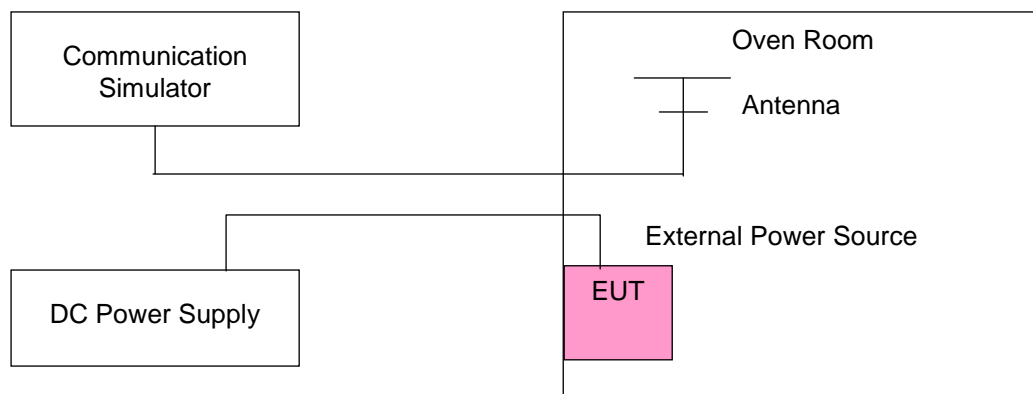 Communication
Simulator
Oven Room
Antenna
External Power Source
DC Power Supply
EUT